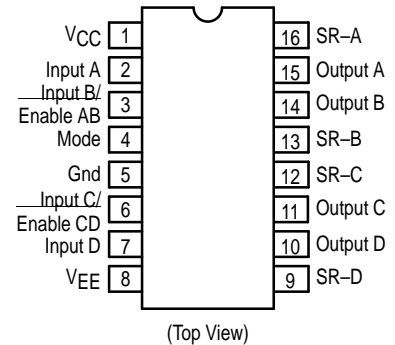 VCC 1
Input A 2
Input B/
Enable AB 3
Mode 4
Gnd 5
Input C/
Enable CD 6
Input D 7
VEE 8
16 SR–A
15 Output A
14 Output B
13 SR–B
12 SR–C
11 Output C
10 Output D
9 SR–D
(Top View)